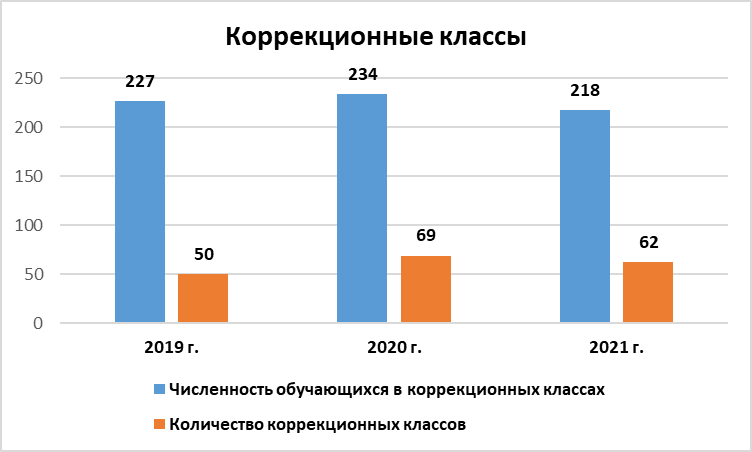 Коррекционные классы
250
200
150
100
50
0
227
50
234
69
218
62
2019 г.
2020 г.
2021 г.
Численность обучающихся в коррекционных классах
Количество коррекционных классов